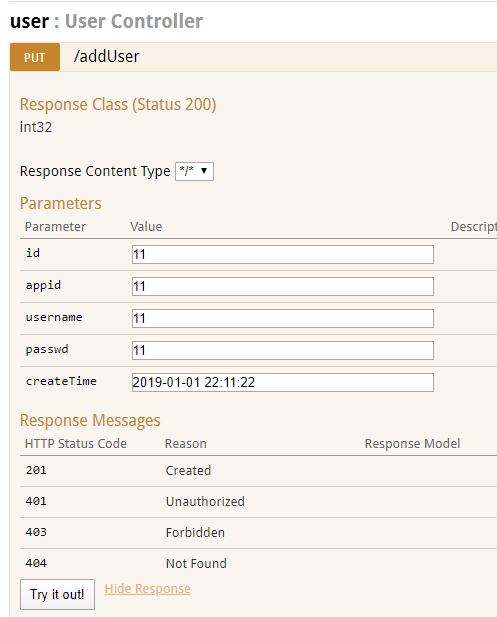 user : User Controller
PUT /addUser
Response Class (Status 200)
int32
Response Content Type */*
Parameters
Parameter Value Descript
id 11
appid 11
username 11
passwd 11
createTime 2019-01-01 22:11:22
Response Messages
HTTP Status Code Reason Response Model
201 Created
401 Unauthorized
403 Forbidden
404 Not Found
Try it out! Hide Response